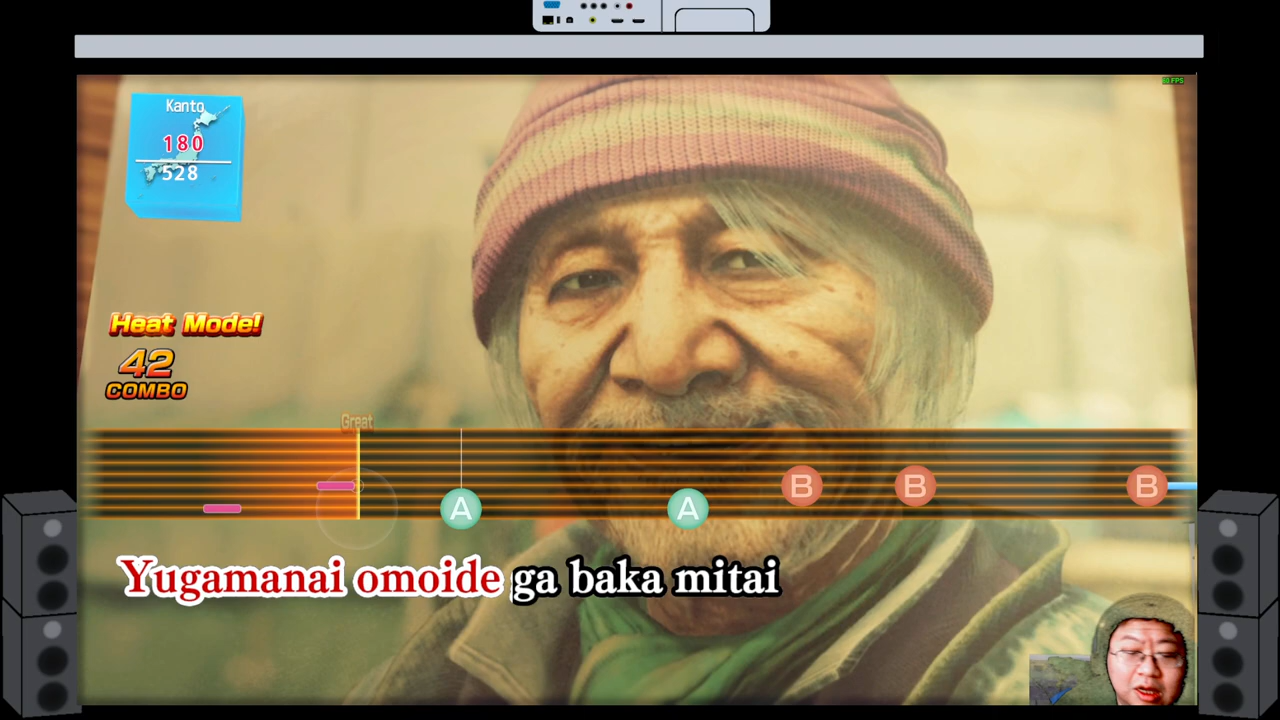 Kanto
180
528
Heat Mode!
42
COMBO
Great
A
A
B
B
B
Yugamanai omoide ga baka mitai